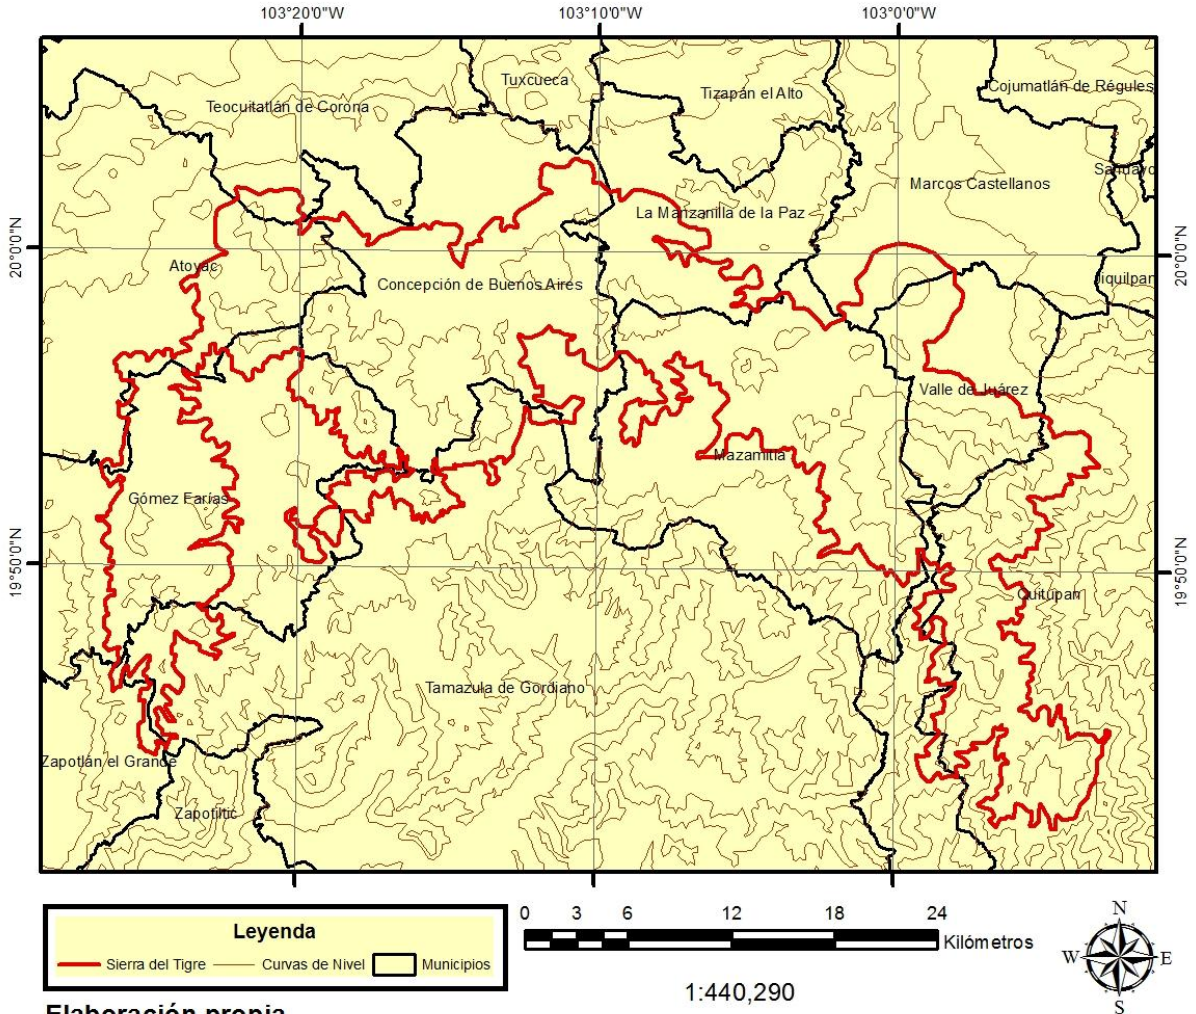 103°20'0"W
103°10'0"W
103°0'0"W
Tuxcueca
Tizapán el Alto
Cojumatlán de Régules
Teocuitatlán de Corona
Sahuayo
Marcos Castellanos
La Manzanilla de la Paz
20°0'0"N
20°0'0"N
Atoyac
Concepción de Buenos Aires
Jiquilpan
Valle de Juárez
Mazamitla
Gómez Farías
19°50'0"N
19°50'0"N
Quitupan
Tamazula de Gordiano
Zapotlán el Grande
Zapotiltic
Leyenda
Sierra del Tigre
Curvas de Nivel
Municipios
0 3 6 12 18 24
Kilómetros
1:440,290
N
W E
S
Elaboración propia